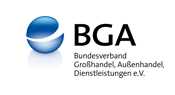 BGA
Bundesverband
Großhandel, Außenhandel,
Dienstleistungen e.V.